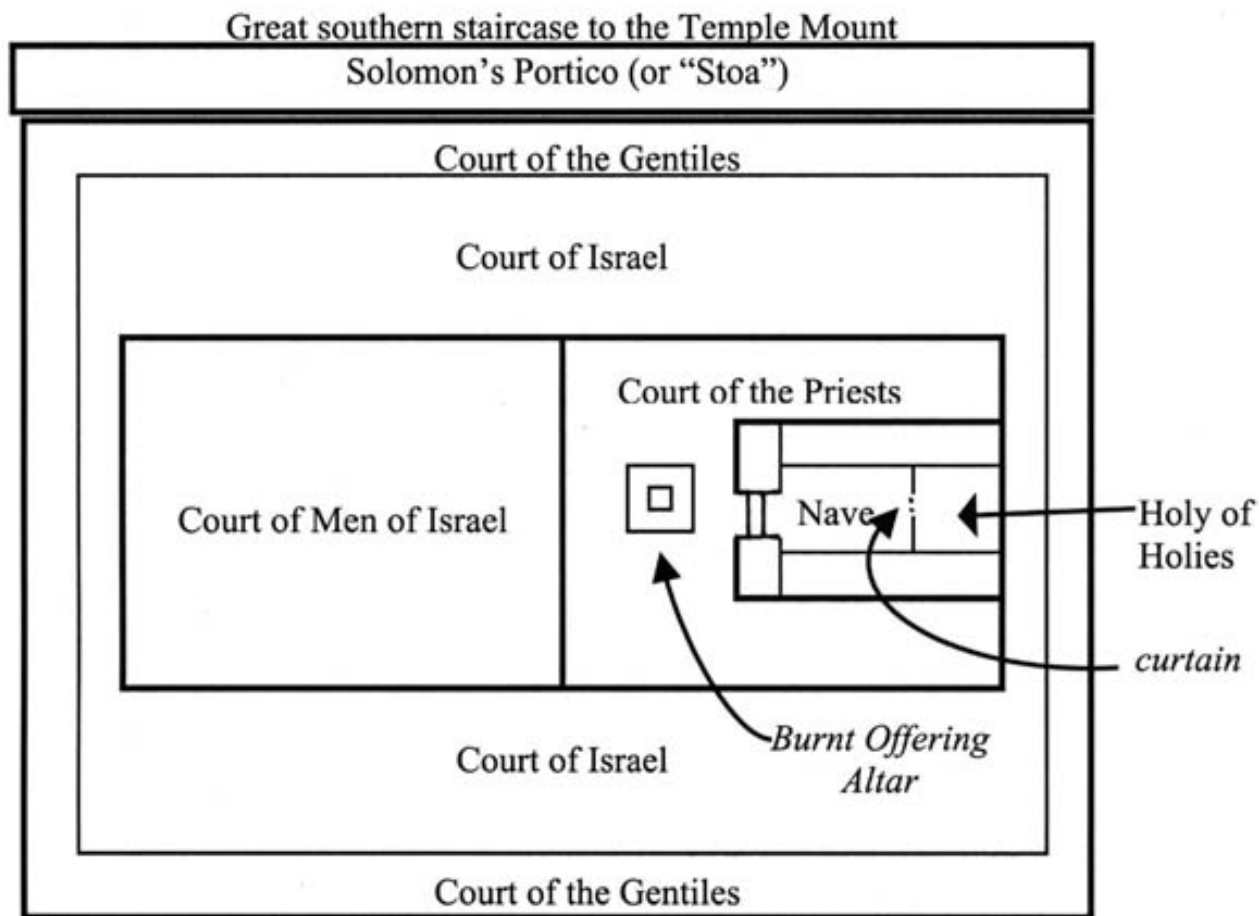 Great southern staircase to the Temple Mount
Solomon's Portico (or “Stoa”)
Court of the Gentiles
Court of Israel
Court of the Priests
Court of Men of Israel
Nave
Holy of
Holies
curtain
Burnt Offering
Altar
Court of Israel
Court of the Gentiles